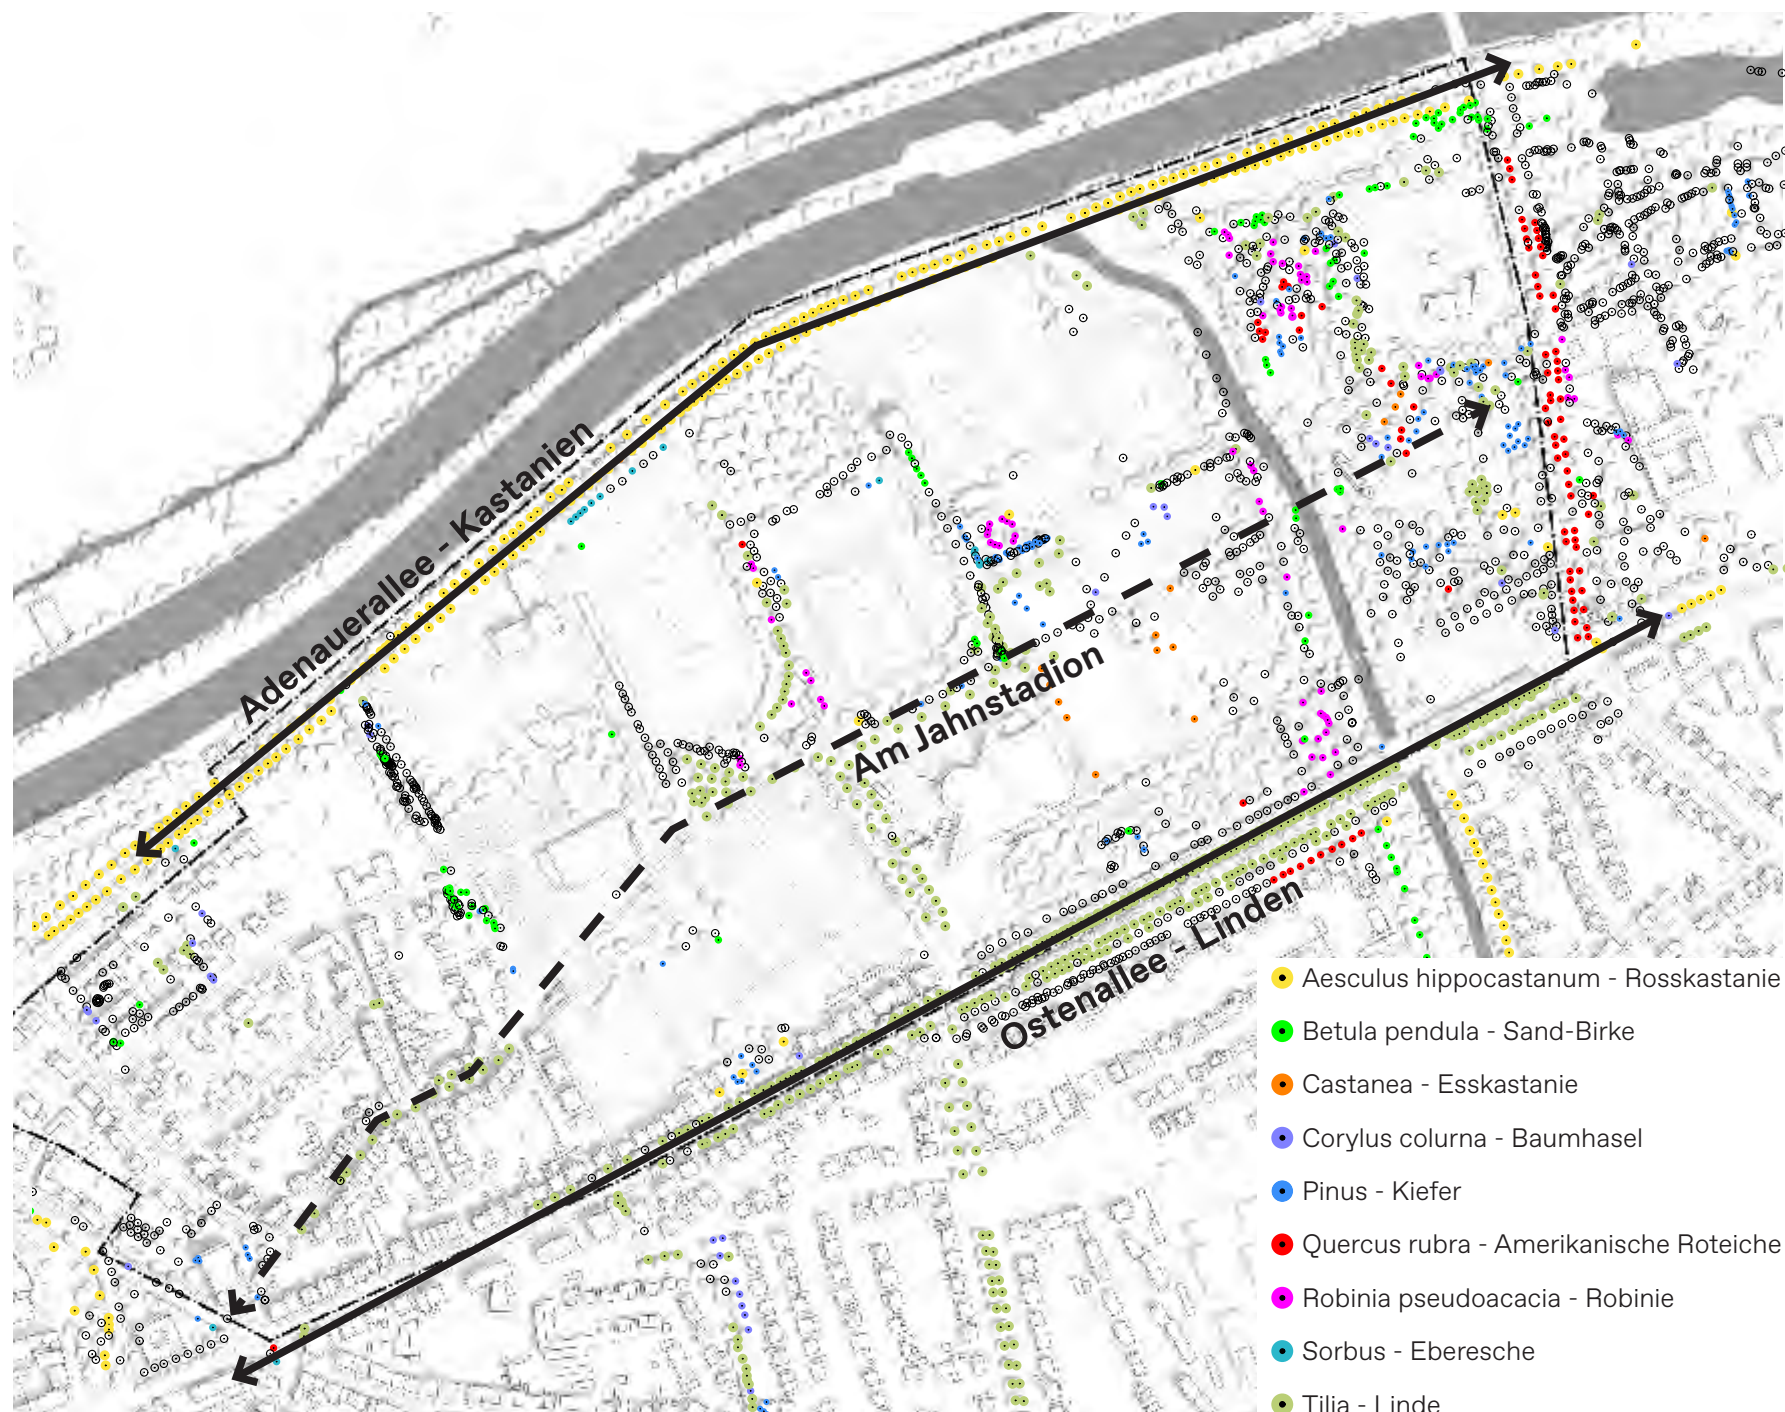 Adenauerallee - Kastanien
Am Jahnstadion
Ostenallee - Linden
Aesculus hippocastanum - Rosskastanie
Betula pendula - Sand-Birke
Castanea - Esskastanie
Corylus colurna - Baumhasel
Pinus - Kiefer
Quercus rubra - Amerikanische Roteiche
Robinia pseudoacacia - Robinie
Sorbus - Eberesche
Tilia - Linde